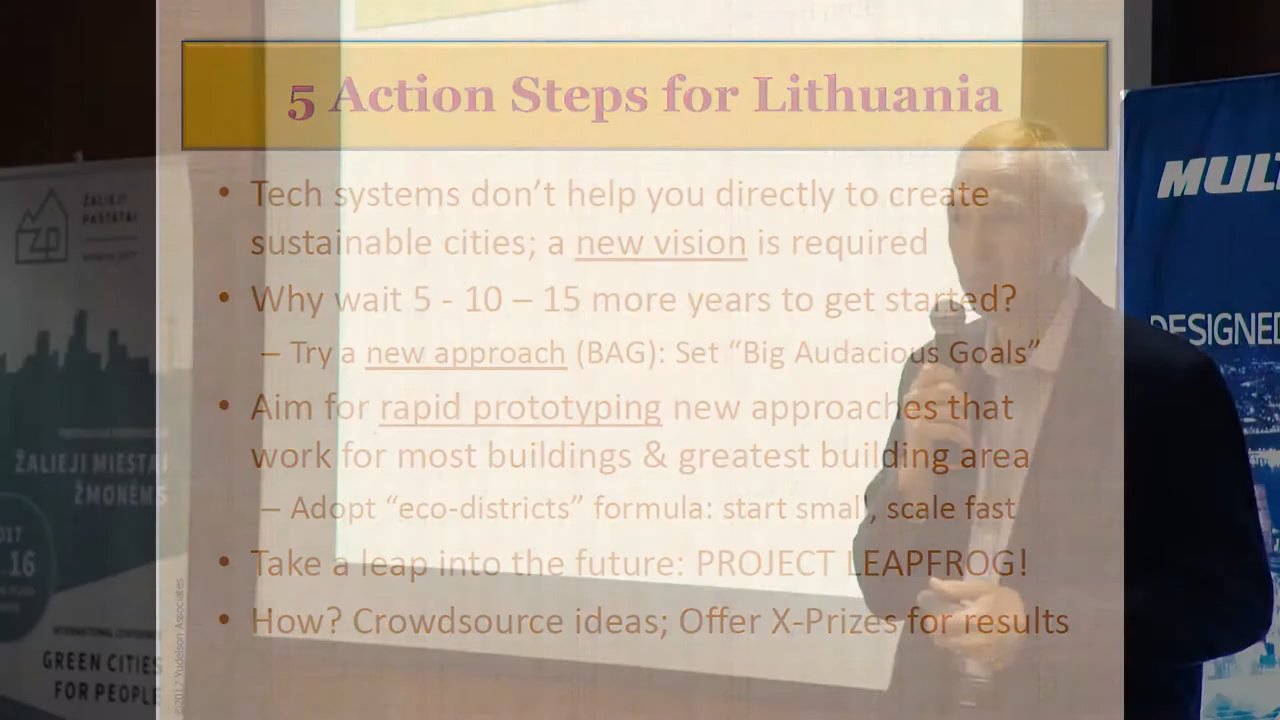 5 Action Steps for Lithuania
• Tech systems don’t help you directly to create
sustainable cities; a new vision is required
• Why wait 5 - 10 – 15 more years to get started?
– Try a new approach (BAG): Set “Big Audacious Goals”
• Aim for rapid prototyping new approaches that
work for most buildings & greatest building area
– Adopt “eco-districts” formula: start small, scale fast
• Take a leap into the future: PROJECT LEAPFROG!
• How? Crowdsource ideas; Offer X-Prizes for results
©2017 Yudelson Associates
ŽALIEJI
PASTATAI
ŽALIEJI MIESTAI
ŽMONĖMS
2017
16
INTERNATIONAL CONFERENCE
GREEN CITIES
FOR PEOPLE
MULT
DESIGNED